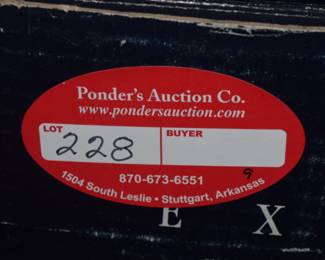 Ponder's Auction Co.
www.pondersauction.com
LOT
BUYER
228
9
870-673-6551
1504 South Leslie • Stuttgart, Arkansas
E X